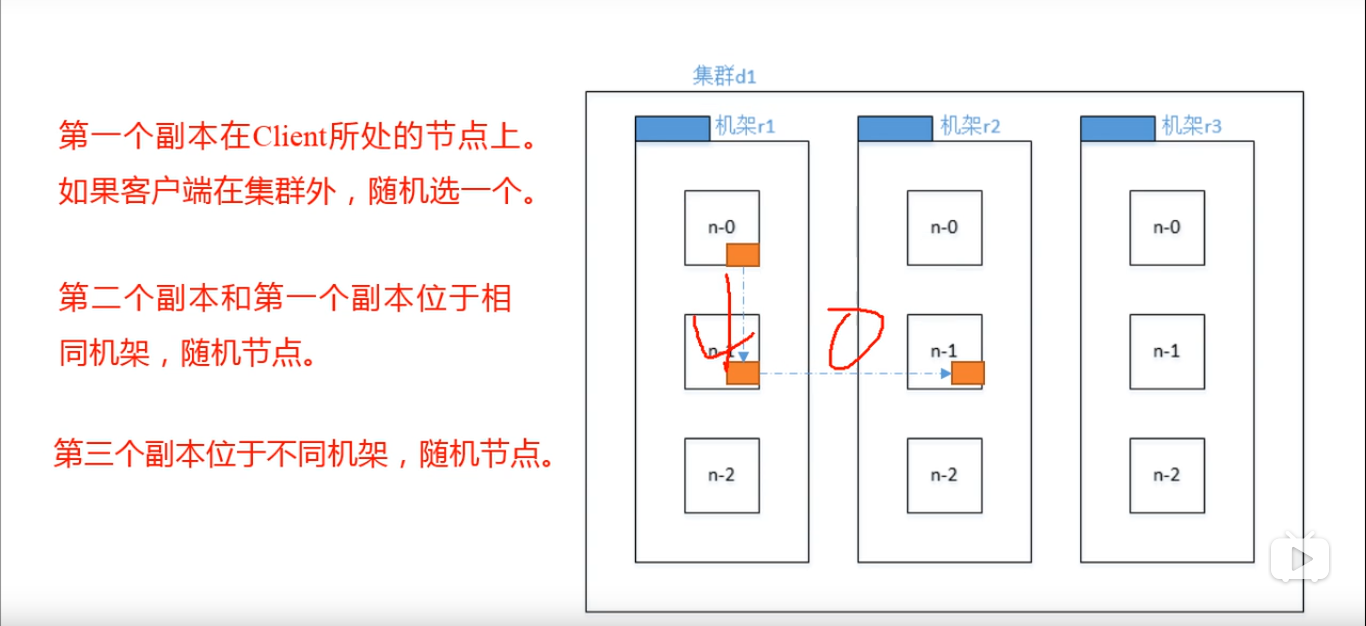 第一个副本在Client所处的节点上。
如果客户端在集群外，随机选一个。
第二个副本和第一个副本位于相
同机架，随机节点。
第三个副本位于不同机架，随机节点。
集群d1
机架r1
机架r2
机架r3
n-0
n-0
n-0
n-1
n-1
n-1
n-2
n-2
n-2